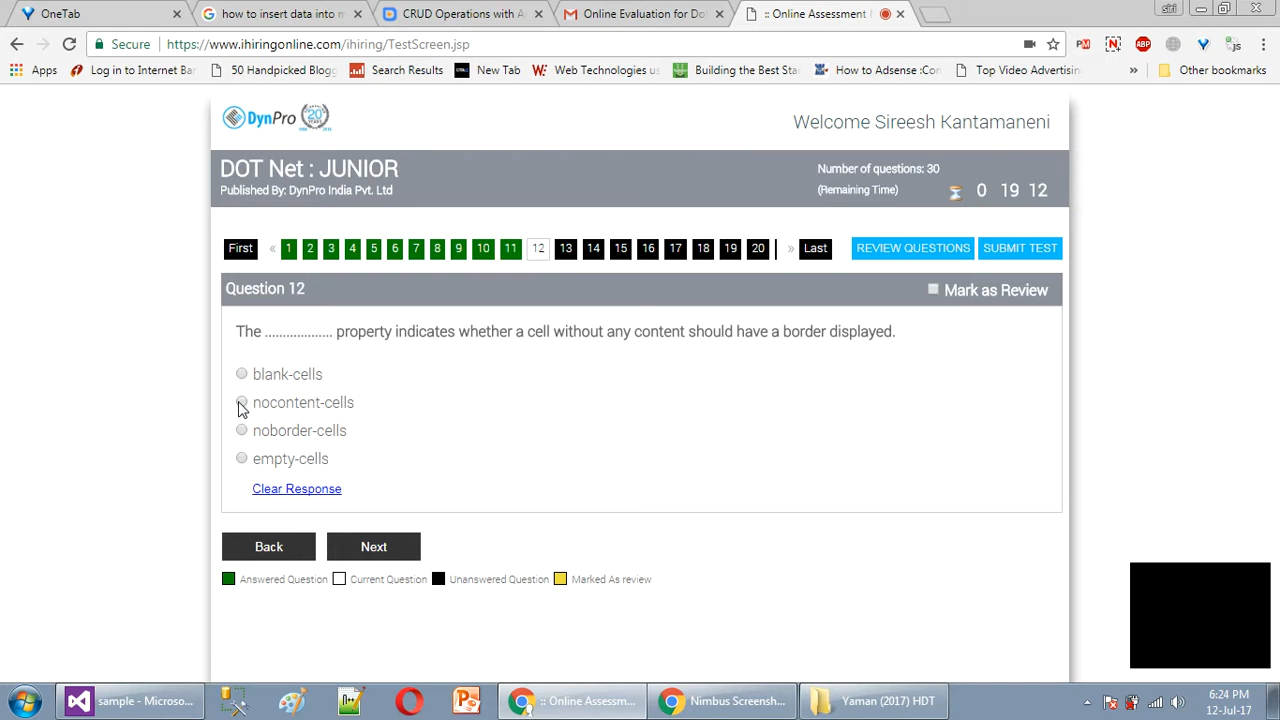 OneTab
how to insert data into m
CRUD Operations with A
Online Evaluation for Do
:: Online Assessment
Secure
https://www.ihiringonline.com/ihiring/TestScreen.jsp
Apps
Log in to Internet Ba
50 Handpicked Blog
Search Results
New Tab
Web Technologies u
Building the Best Sta
How to Adsense :Co
Top Video Advertisin
Other bookmarks
DynPro 20
Welcome Sireesh Kantamaneni
DOT Net : JUNIOR
Published By: DynPro India Pvt. Ltd
Number of questions: 30
(Remaining Time)
0 19 12
First « 1 2 3 4 5 6 7 8 9 10 11 12 13 14 15 16 17 18 19 20 » Last
REVIEW QUESTIONS
SUBMIT TEST
Question 12
Mark as Review
The ................... property indicates whether a cell without any content should have a border displayed.
blank-cells
nocontent-cells
noborder-cells
empty-cells
Clear Response
Back
Next
Answered Question
Current Question
Unanswered Question
Marked As review
sample - Microso...
:: Online Assessm...
Nimbus Screensh...
Yaman (2017) HDT
6:24 PM
12-Jul-17